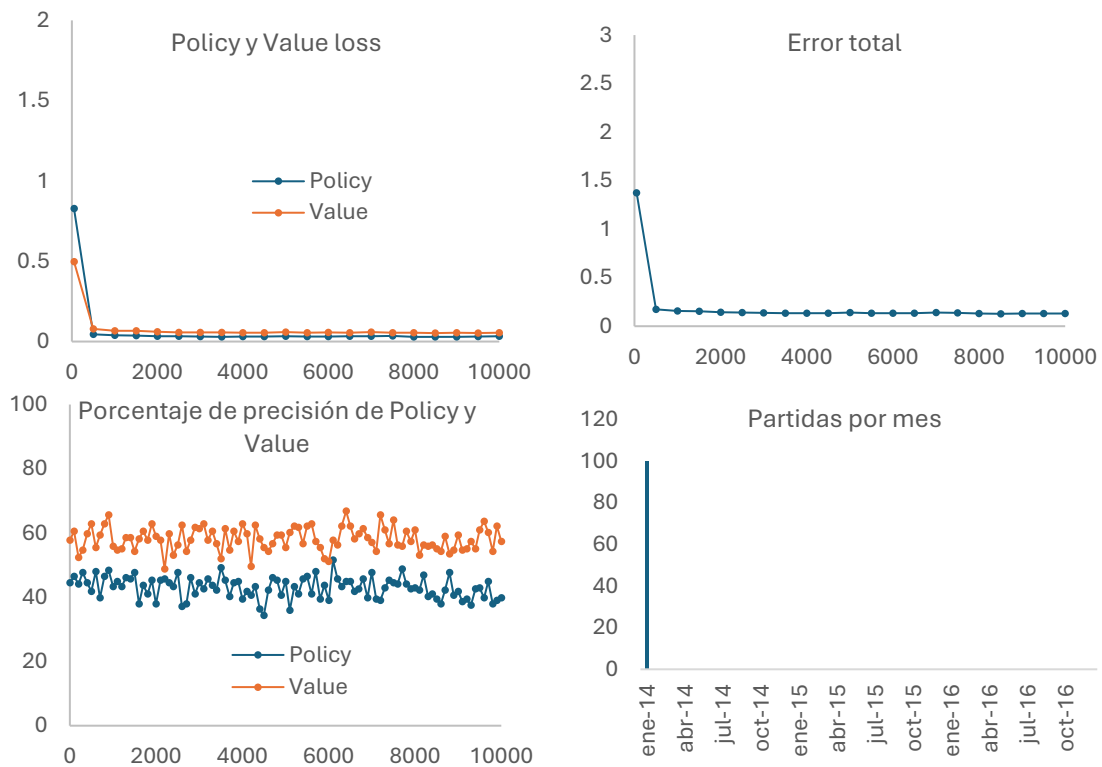 Policy y Value loss
2
1.5
1
0.5
0
Policy
Value
0 2000 4000 6000 8000 10000
Error total
3
2.5
2
1.5
1
0.5
0
0 2000 4000 6000 8000 10000
Porcentaje de precisión de Policy y
Value
100
80
60
40
20
0
Policy
Value
0 2000 4000 6000 8000 10000
Partidas por mes
120
100
80
60
40
20
0
ene-14
abr-14
jul-14
oct-14
ene-15
abr-15
jul-15
oct-15
ene-16
abr-16
jul-16
oct-16